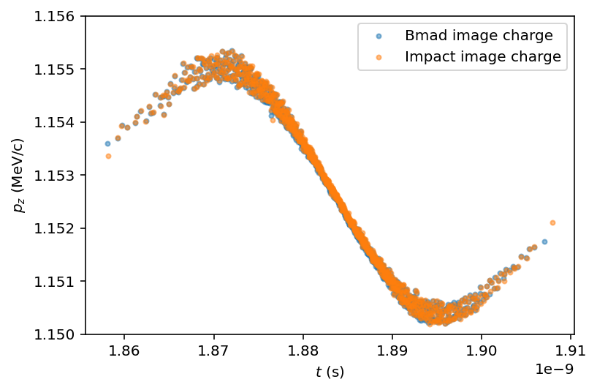 1.156
1.155
1.154
1.153
1.152
1.151
1.150
p_z (MeV/c)
Bmad image charge
Impact image charge
1.86 1.87 1.88 1.89 1.90 1.91
1e−9
t (s)